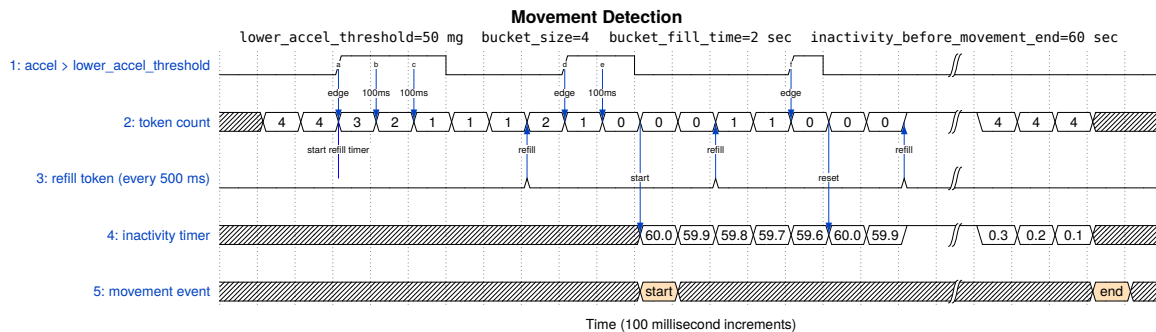 Movement Detection
lower_accel_threshold=50 mg bucket_size=4 bucket_fill_time=2 sec inactivity_before_movement_end=60 sec
1: accel > lower_accel_threshold
a b c d e f
edge 100ms 100ms edge 100ms edge
2: token count 4 4 3 2 1 1 1 2 1 0 0 0 1 1 0 0 0 4 4 4
start refill timer refill refill refill
3: refill token (every 500 ms) start reset
4: inactivity timer 60.0 59.9 59.8 59.7 59.6 60.0 59.9 0.3 0.2 0.1
5: movement event start end
Time (100 millisecond increments)